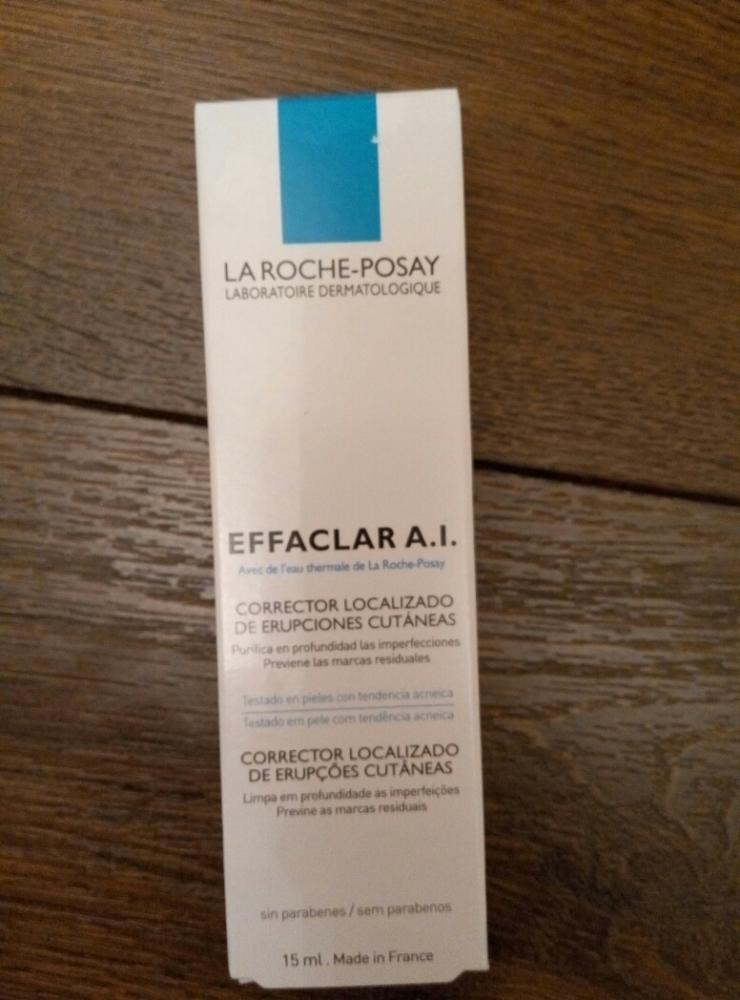 LA ROCHE-POSAY
LABORATOIRE DERMATOLOGIQUE
EFFACLAR A.I.
Avec de l'eau thermale de La Roche-Posay
CORRECTOR LOCALIZADO
DE ERUPCIONES CUTÁNEAS
Purifica en profundidad las imperfecciones
Previene las marcas residuales
Testado en pieles con tendencia acneica
Testado em pele com tendência acneica
CORRECTOR LOCALIZADO
DE ERUPÇÕES CUTÂNEAS
Limpa em profundidade as imperfeições
Previne as marcas residuais
sin parabenes / sem parabenos
15 ml . Made in France